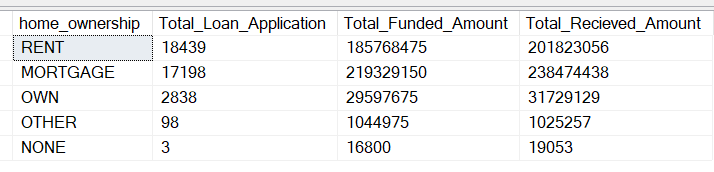 home_ownership Total_Loan_Application Total_Funded_Amount Total_Recieved_Amount
RENT 18439 185768475 201823056
MORTGAGE 17198 219329150 238474438
OWN 2838 29597675 31729129
OTHER 98 1044975 1025257
NONE 3 16800 19053